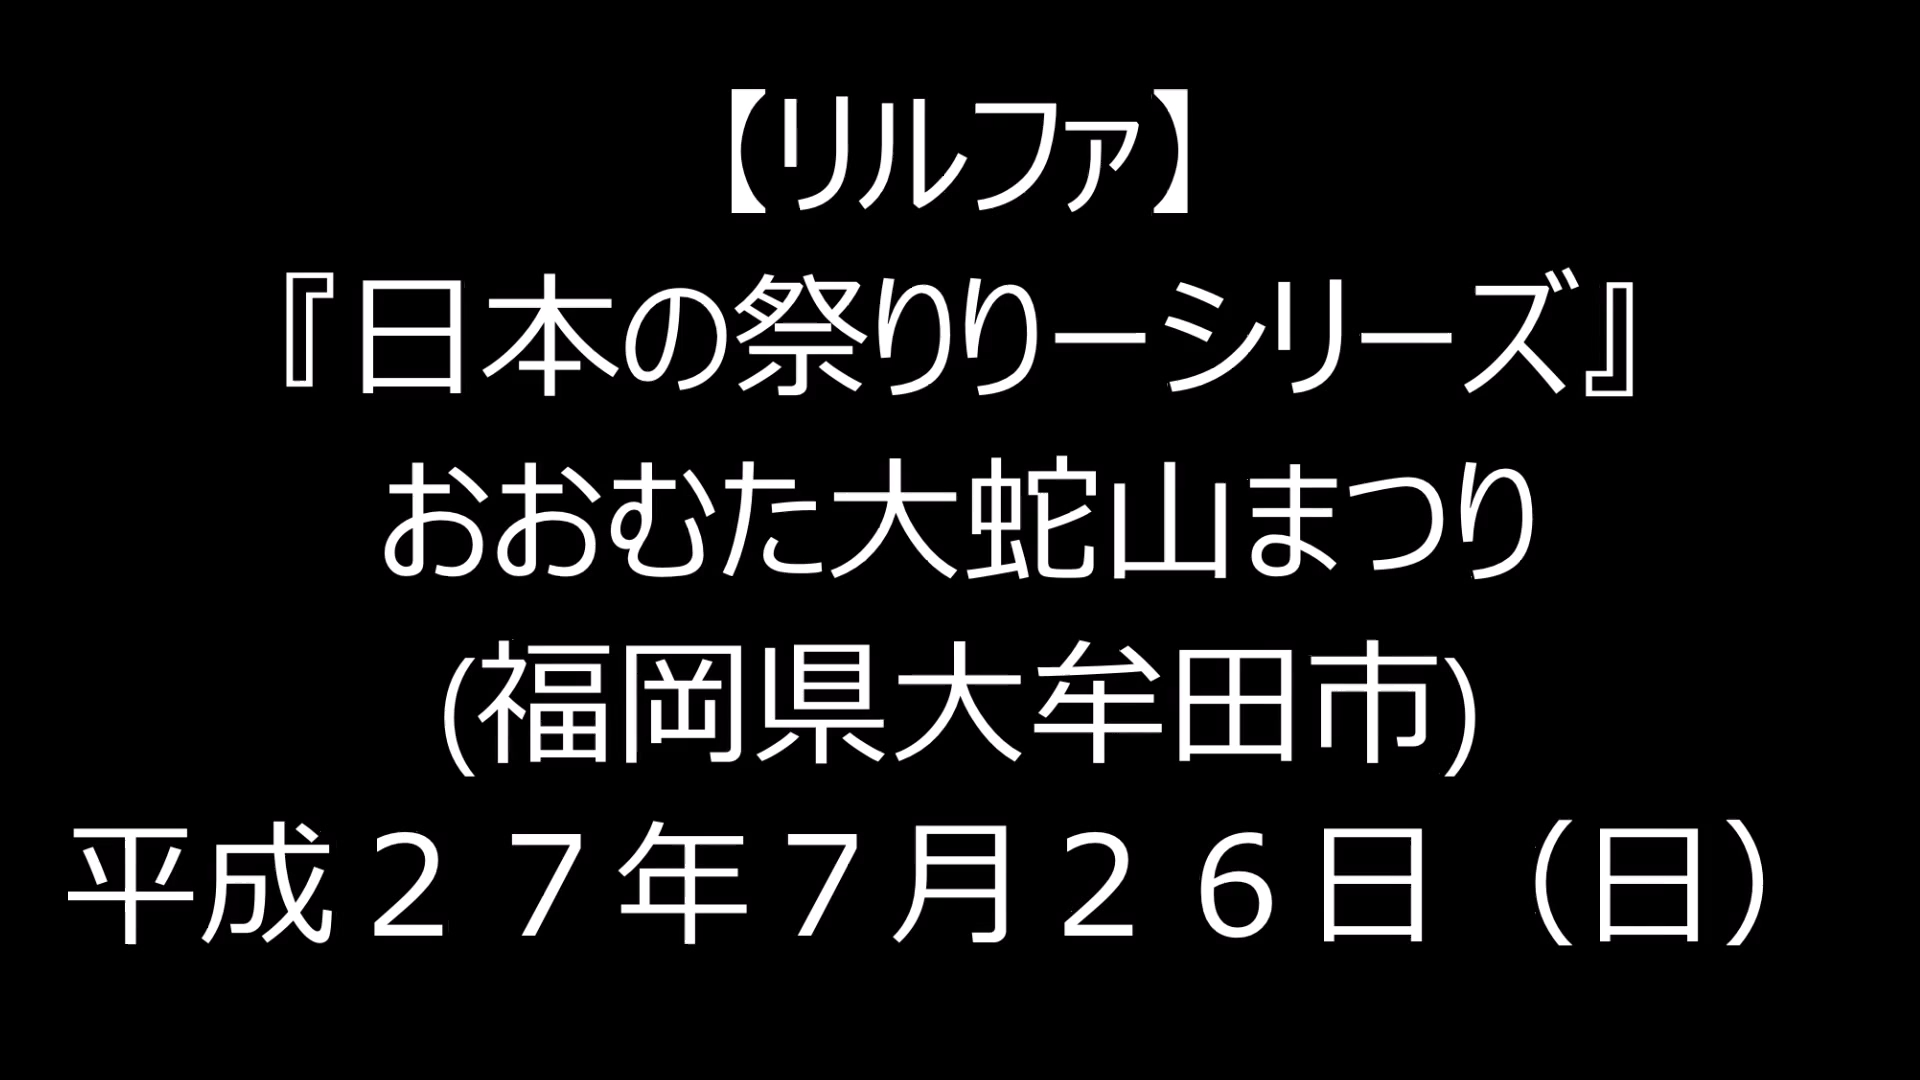 【リルファ】
『日本の祭りりーシリーズ』
おおむた大蛇山まつり
(福岡県大牟田市)
平成２７年７月２６日（日）